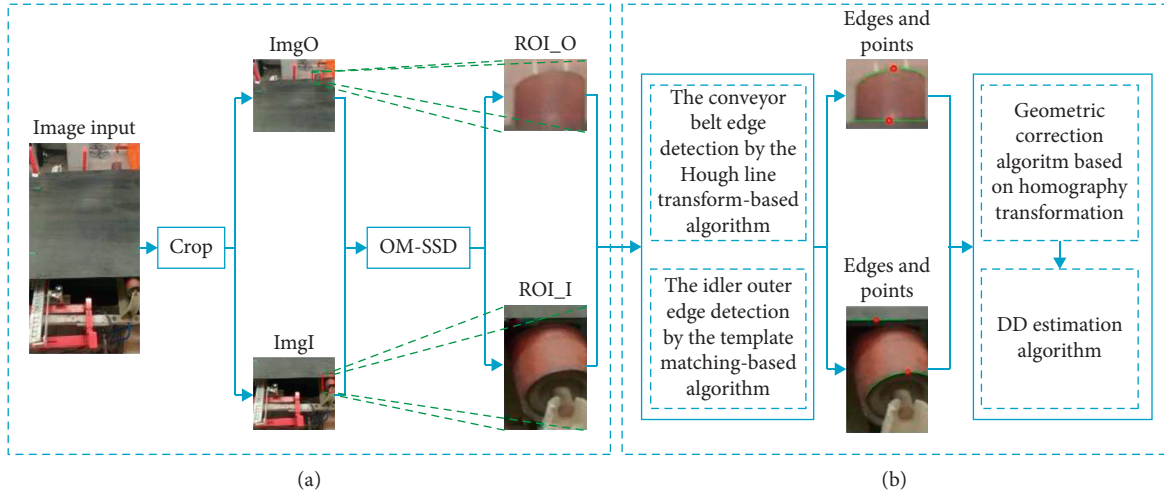 Image input
Crop
ImgO
ImgI
OM-SSD
ROI_O
ROI_I
(a)
The conveyor
belt edge
detection by the
Hough line
transform-based
algorithm
The idler outer
edge detection
by the template
matching-based
algorithm
Edges and
points
Edges and
points
Geometric
correction
algoritm based
on homography
transformation
DD estimation
algorithm
(b)